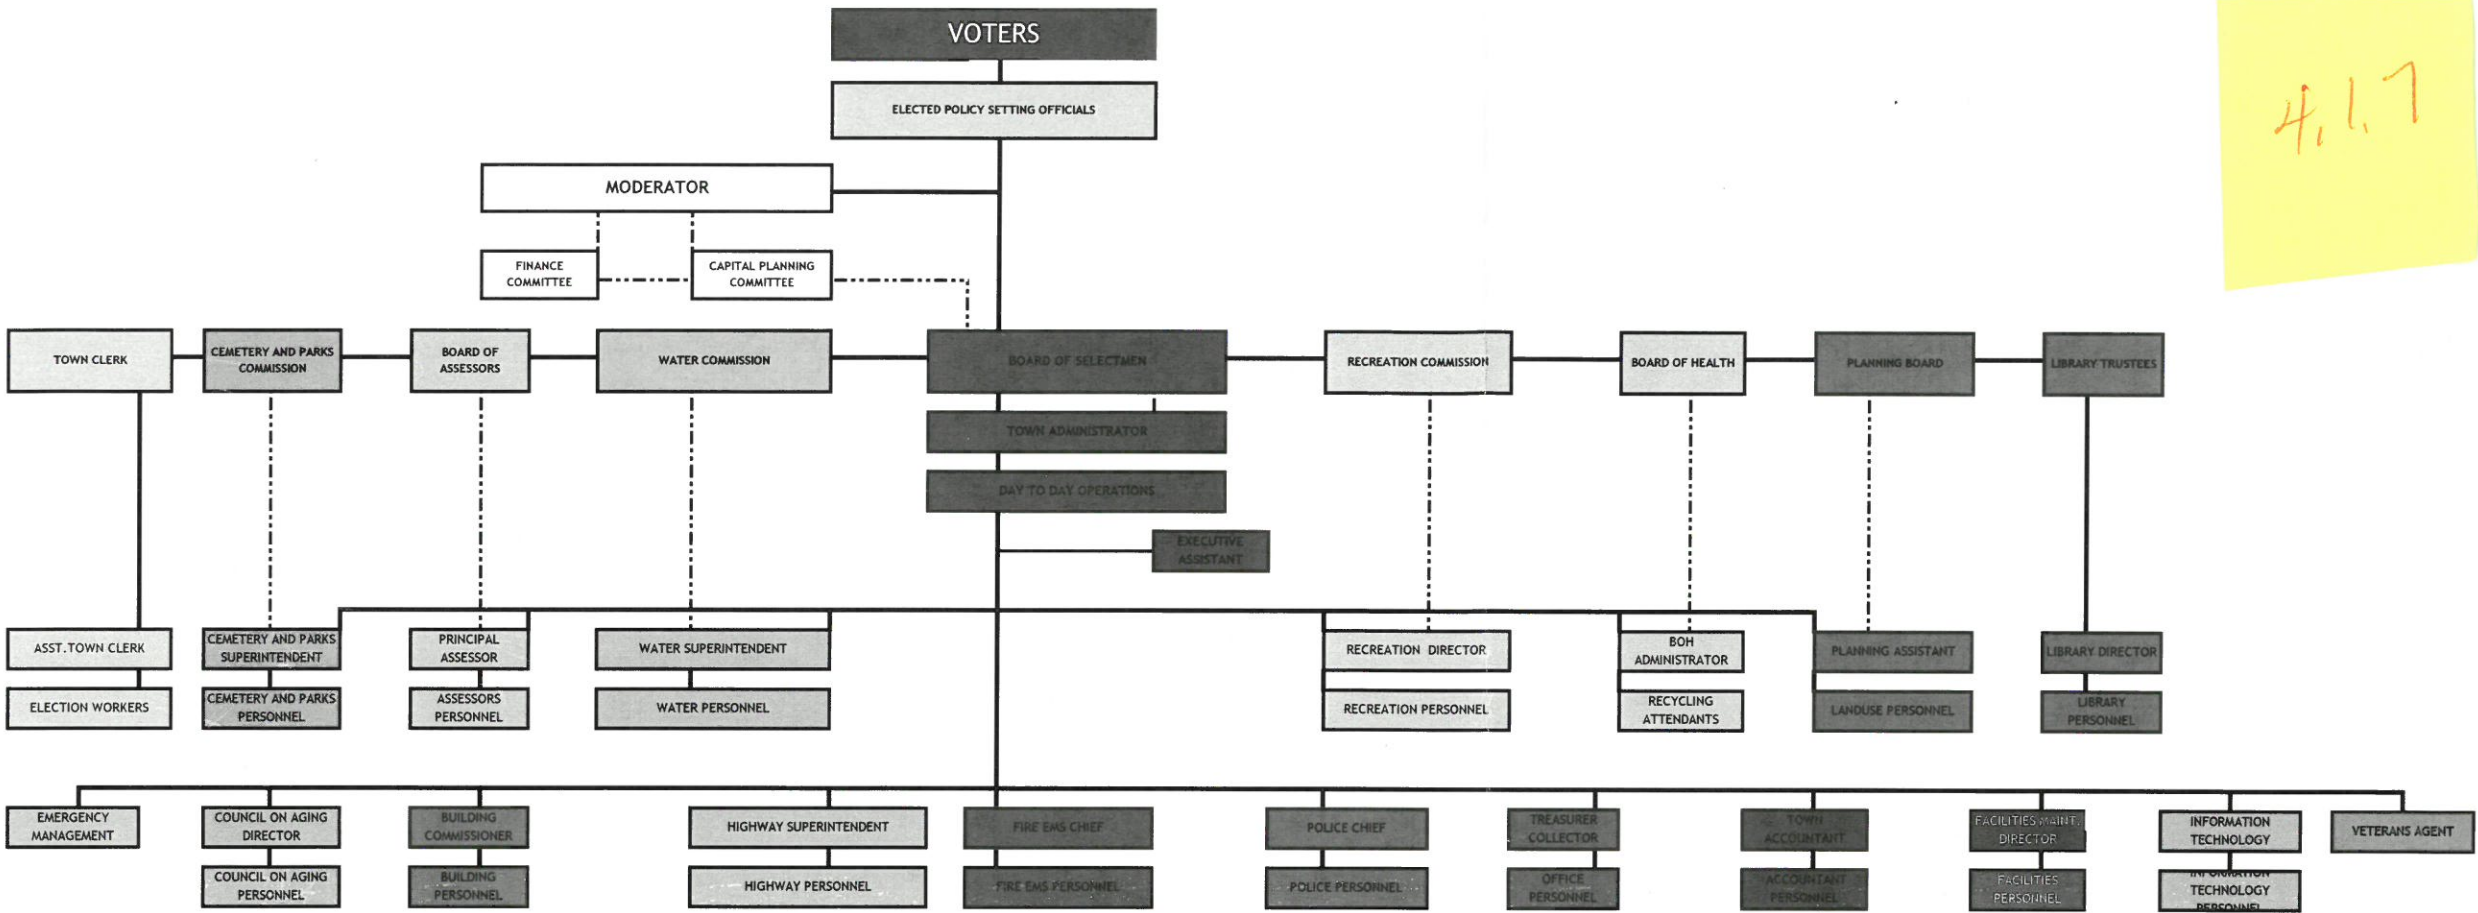 VOTERS
4.1.7
ELECTED POLICY SETTING OFFICIALS
MODERATOR
FINANCE
COMMITTEE
CAPITAL PLANNING
COMMITTEE
TOWN CLERK
CEMETERY AND PARKS
COMMISSION
BOARD OF
ASSESSORS
WATER COMMISSION
BOARD OF SELECTMEN
RECREATION COMMISSION
BOARD OF HEALTH
PLANNING BOARD
LIBRARY TRUSTEES
TOWN ADMINISTRATOR
DAY TO DAY OPERATIONS
EXECUTIVE
ASSISTANT
ASST.TOWN CLERK
CEMETERY AND PARKS
SUPERINTENDENT
PRINCIPAL
ASSESSOR
WATER SUPERINTENDENT
RECREATION DIRECTOR
BOH
ADMINISTRATOR
PLANNING ASSISTANT
LIBRARY DIRECTOR
ELECTION WORKERS
CEMETERY AND PARKS
PERSONNEL
ASSESSORS
PERSONNEL
WATER PERSONNEL
RECREATION PERSONNEL
RECYCLING
ATTENDANTS
LANDUSE PERSONNEL
LIBRARY
PERSONNEL
EMERGENCY
MANAGEMENT
COUNCIL ON AGING
DIRECTOR
BUILDING
COMMISSIONER
HIGHWAY SUPERINTENDENT
FIRE EMS CHIEF
POLICE CHIEF
TREASURER
COLLECTOR
TOWN
ACCOUNTANT
FACILITIES MAINT.
DIRECTOR
INFORMATION
TECHNOLOGY
VETERANS AGENT
COUNCIL ON AGING
PERSONNEL
BUILDING
PERSONNEL
HIGHWAY PERSONNEL
FIRE EMS PERSONNEL
POLICE PERSONNEL
OFFICE
PERSONNEL
ACCOUNTANT
PERSONNEL
FACILITIES
PERSONNEL
INFORMATION
TECHNOLOGY
PERSONNEL